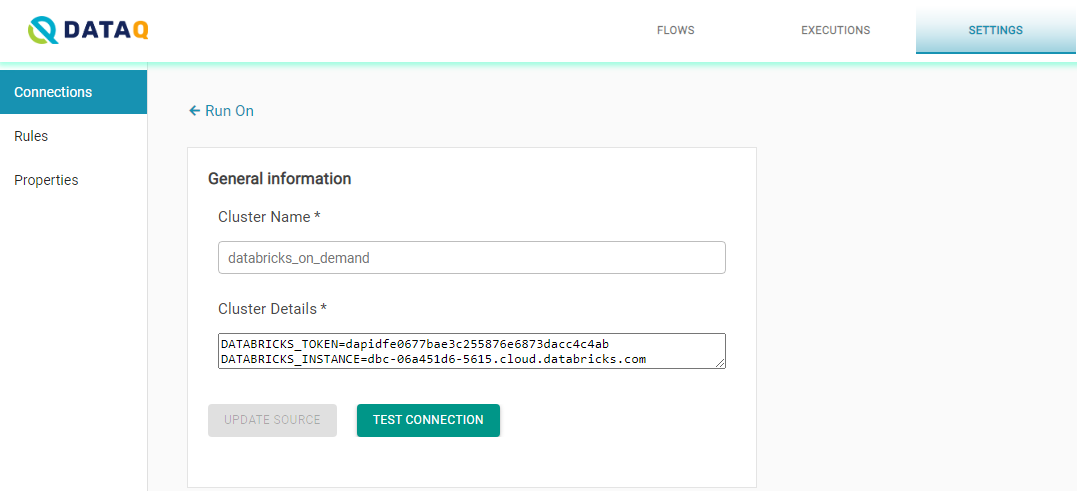 DATAQ
FLOWS
EXECUTIONS
SETTINGS
Connections
Rules
Properties
← Run On
General information
Cluster Name *
databricks_on_demand
Cluster Details *
DATABRICKS_TOKEN=dapidfe0677bae3c255876e6873dacc4c4ab
DATABRICKS_INSTANCE=dbc-06a451d6-5615.cloud.databricks.com
UPDATE SOURCE
TEST CONNECTION